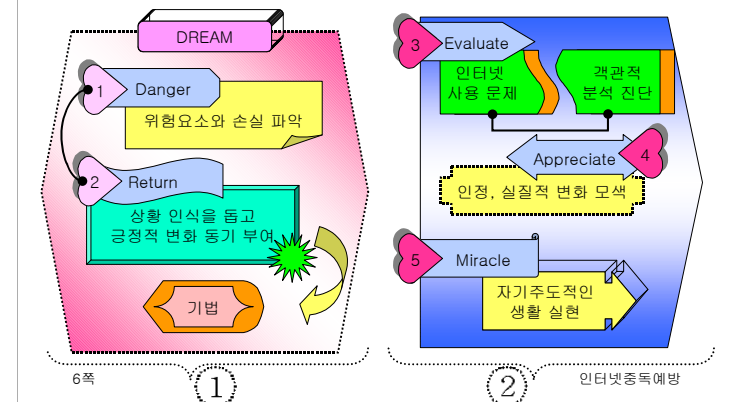 DREAM
1
Danger
위험요소와 손실 파악
2
Return
상황 인식을 돕고
긍정적 변화 동기 부여
기법
3
Evaluate
인터넷
사용 문제
객관적
분석 진단
Appreciate
4
인정, 실질적 변화 모색
5
Miracle
자기주도적인
생활 실현
6쪽
①
②
인터넷중독예방